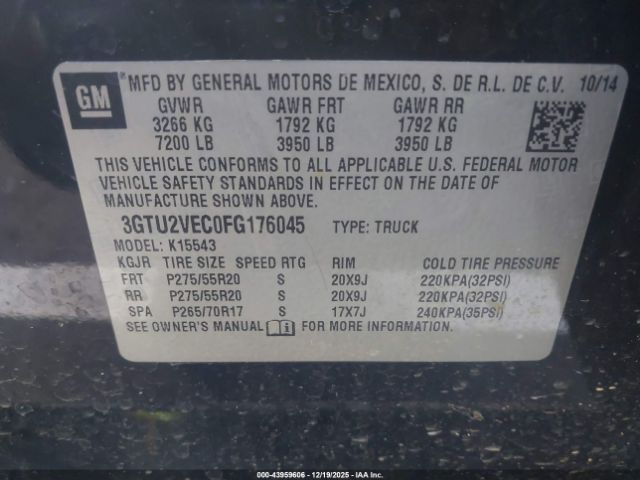 GM MFD BY GENERAL MOTORS DE MEXICO, S. DE R.L. DE C.V. 10/14
GVWR GAWR FRT GAWR RR
3266 KG 1792 KG 1792 KG
7200 LB 3950 LB 3950 LB
THIS VEHICLE CONFORMS TO ALL APPLICABLE U.S. FEDERAL MOTOR
VEHICLE SAFETY STANDARDS IN EFFECT ON THE DATE OF
MANUFACTURE SHOWN ABOVE.
3GTU2VEC0FG176045 TYPE: TRUCK
MODEL: K15543
KGJR TIRE SIZE SPEED RTG RIM COLD TIRE PRESSURE
FRT P275/55R20 S 20X9J 220KPA(32PSI)
RR P275/55R20 S 20X9J 220KPA(32PSI)
SPA P265/70R17 S 17X7J 240KPA(35PSI)
SEE OWNER'S MANUAL FOR MORE INFORMATION.
000-43959606 - 12/19/2025 - IAAI.com